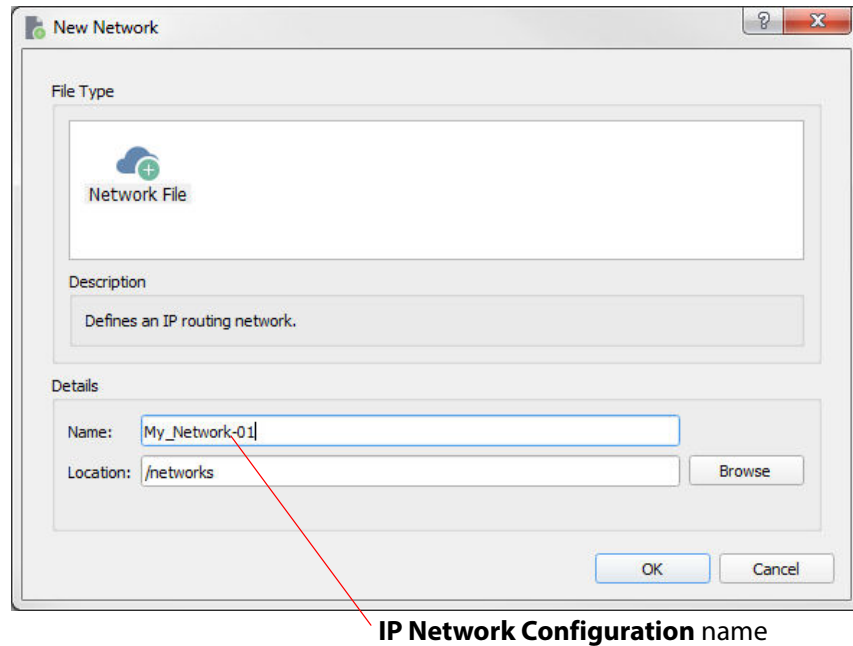 New Network
File Type
Network File
Description
Defines an IP routing network.
Details
Name: My_Network-01
Location: /networks Browse
OK Cancel
IP Network Configuration name